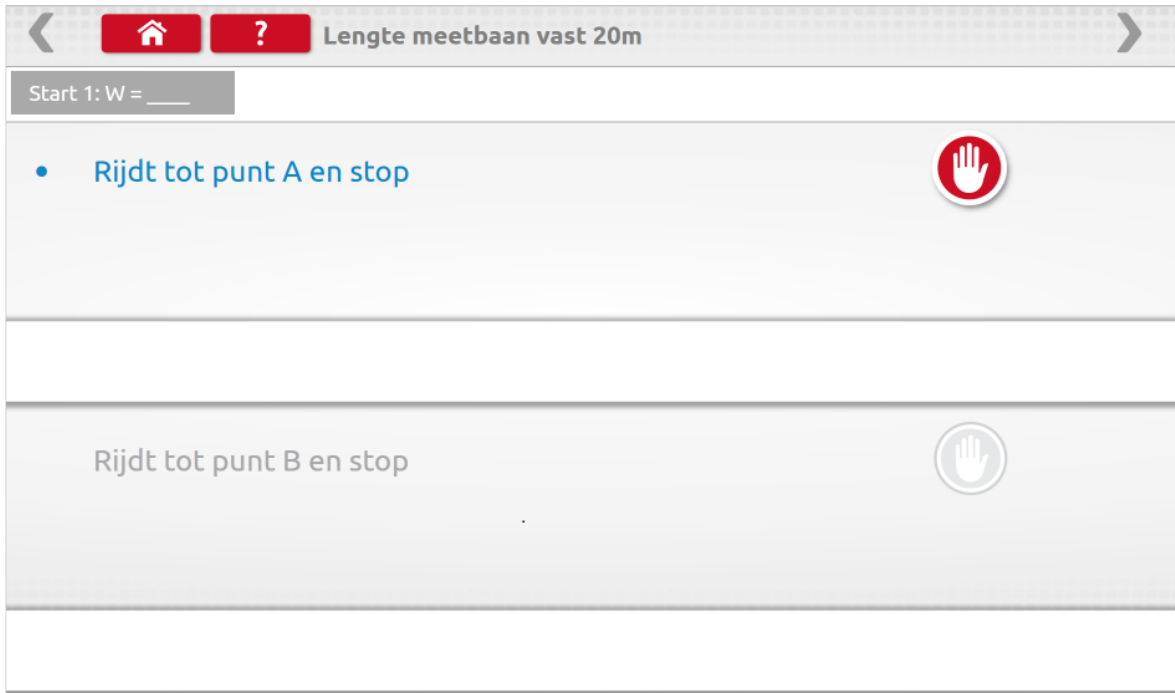 ? Lengte meetbaan vast 20m
Start 1: W = ____
• Rijdt tot punt A en stop
Rijdt tot punt B en stop
.